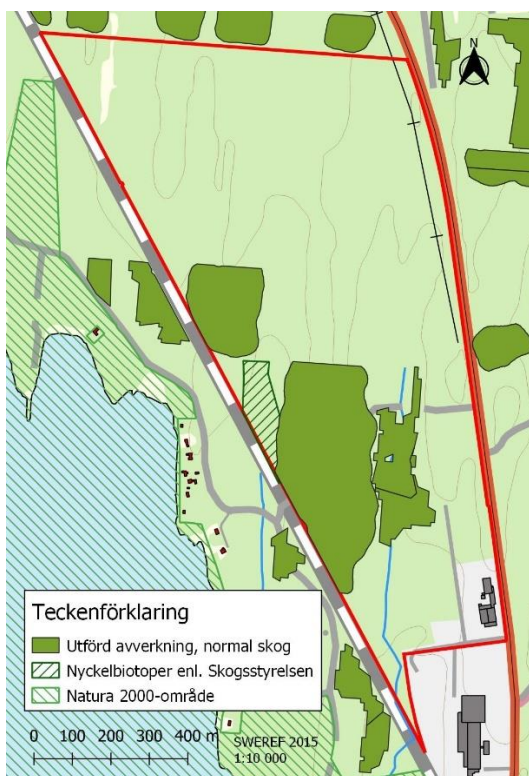 N
Teckenförklaring
Utförd avverkning, normal skog
Nyckelbiotoper enl. Skogsstyrelsen
Natura 2000-område
0 100 200 300 400 m
SWEREF 2015
1:10 000